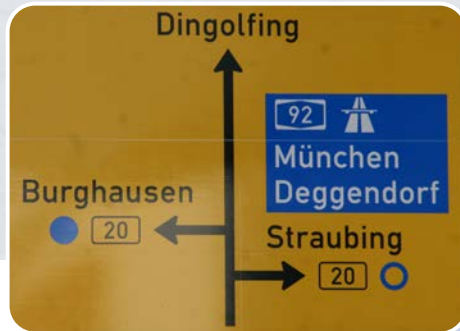 Dingolfing
92
München
Deggendorf
Burghausen
20
Straubing
20